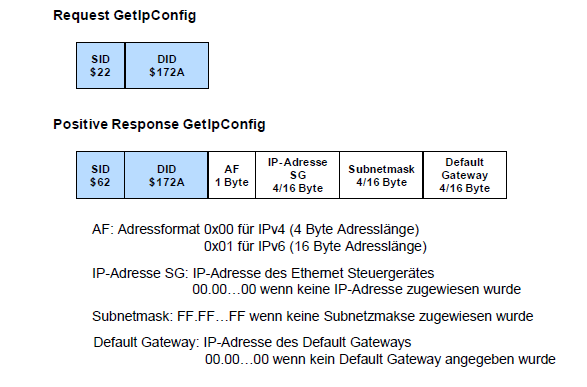 Request GetIpConfig
SID DID
$22 $172A
Positive Response GetIpConfig
SID DID AF IP-Adresse SG Subnetmask Default Gateway
$62 $172A 1 Byte 4/16 Byte 4/16 Byte 4/16 Byte
AF: Adressformat 0x00 für IPv4 (4 Byte Adresslänge)
0x01 für IPv6 (16 Byte Adresslänge)
IP-Adresse SG: IP-Adresse des Ethernet Steuergerätes
00.00…00 wenn keine IP-Adresse zugewiesen wurde
Subnetmask: FF.FF…FF wenn keine Subnetzmakse zugewiesen wurde
Default Gateway: IP-Adresse des Default Gateways
00.00…00 wenn kein Default Gateway angegeben wurde